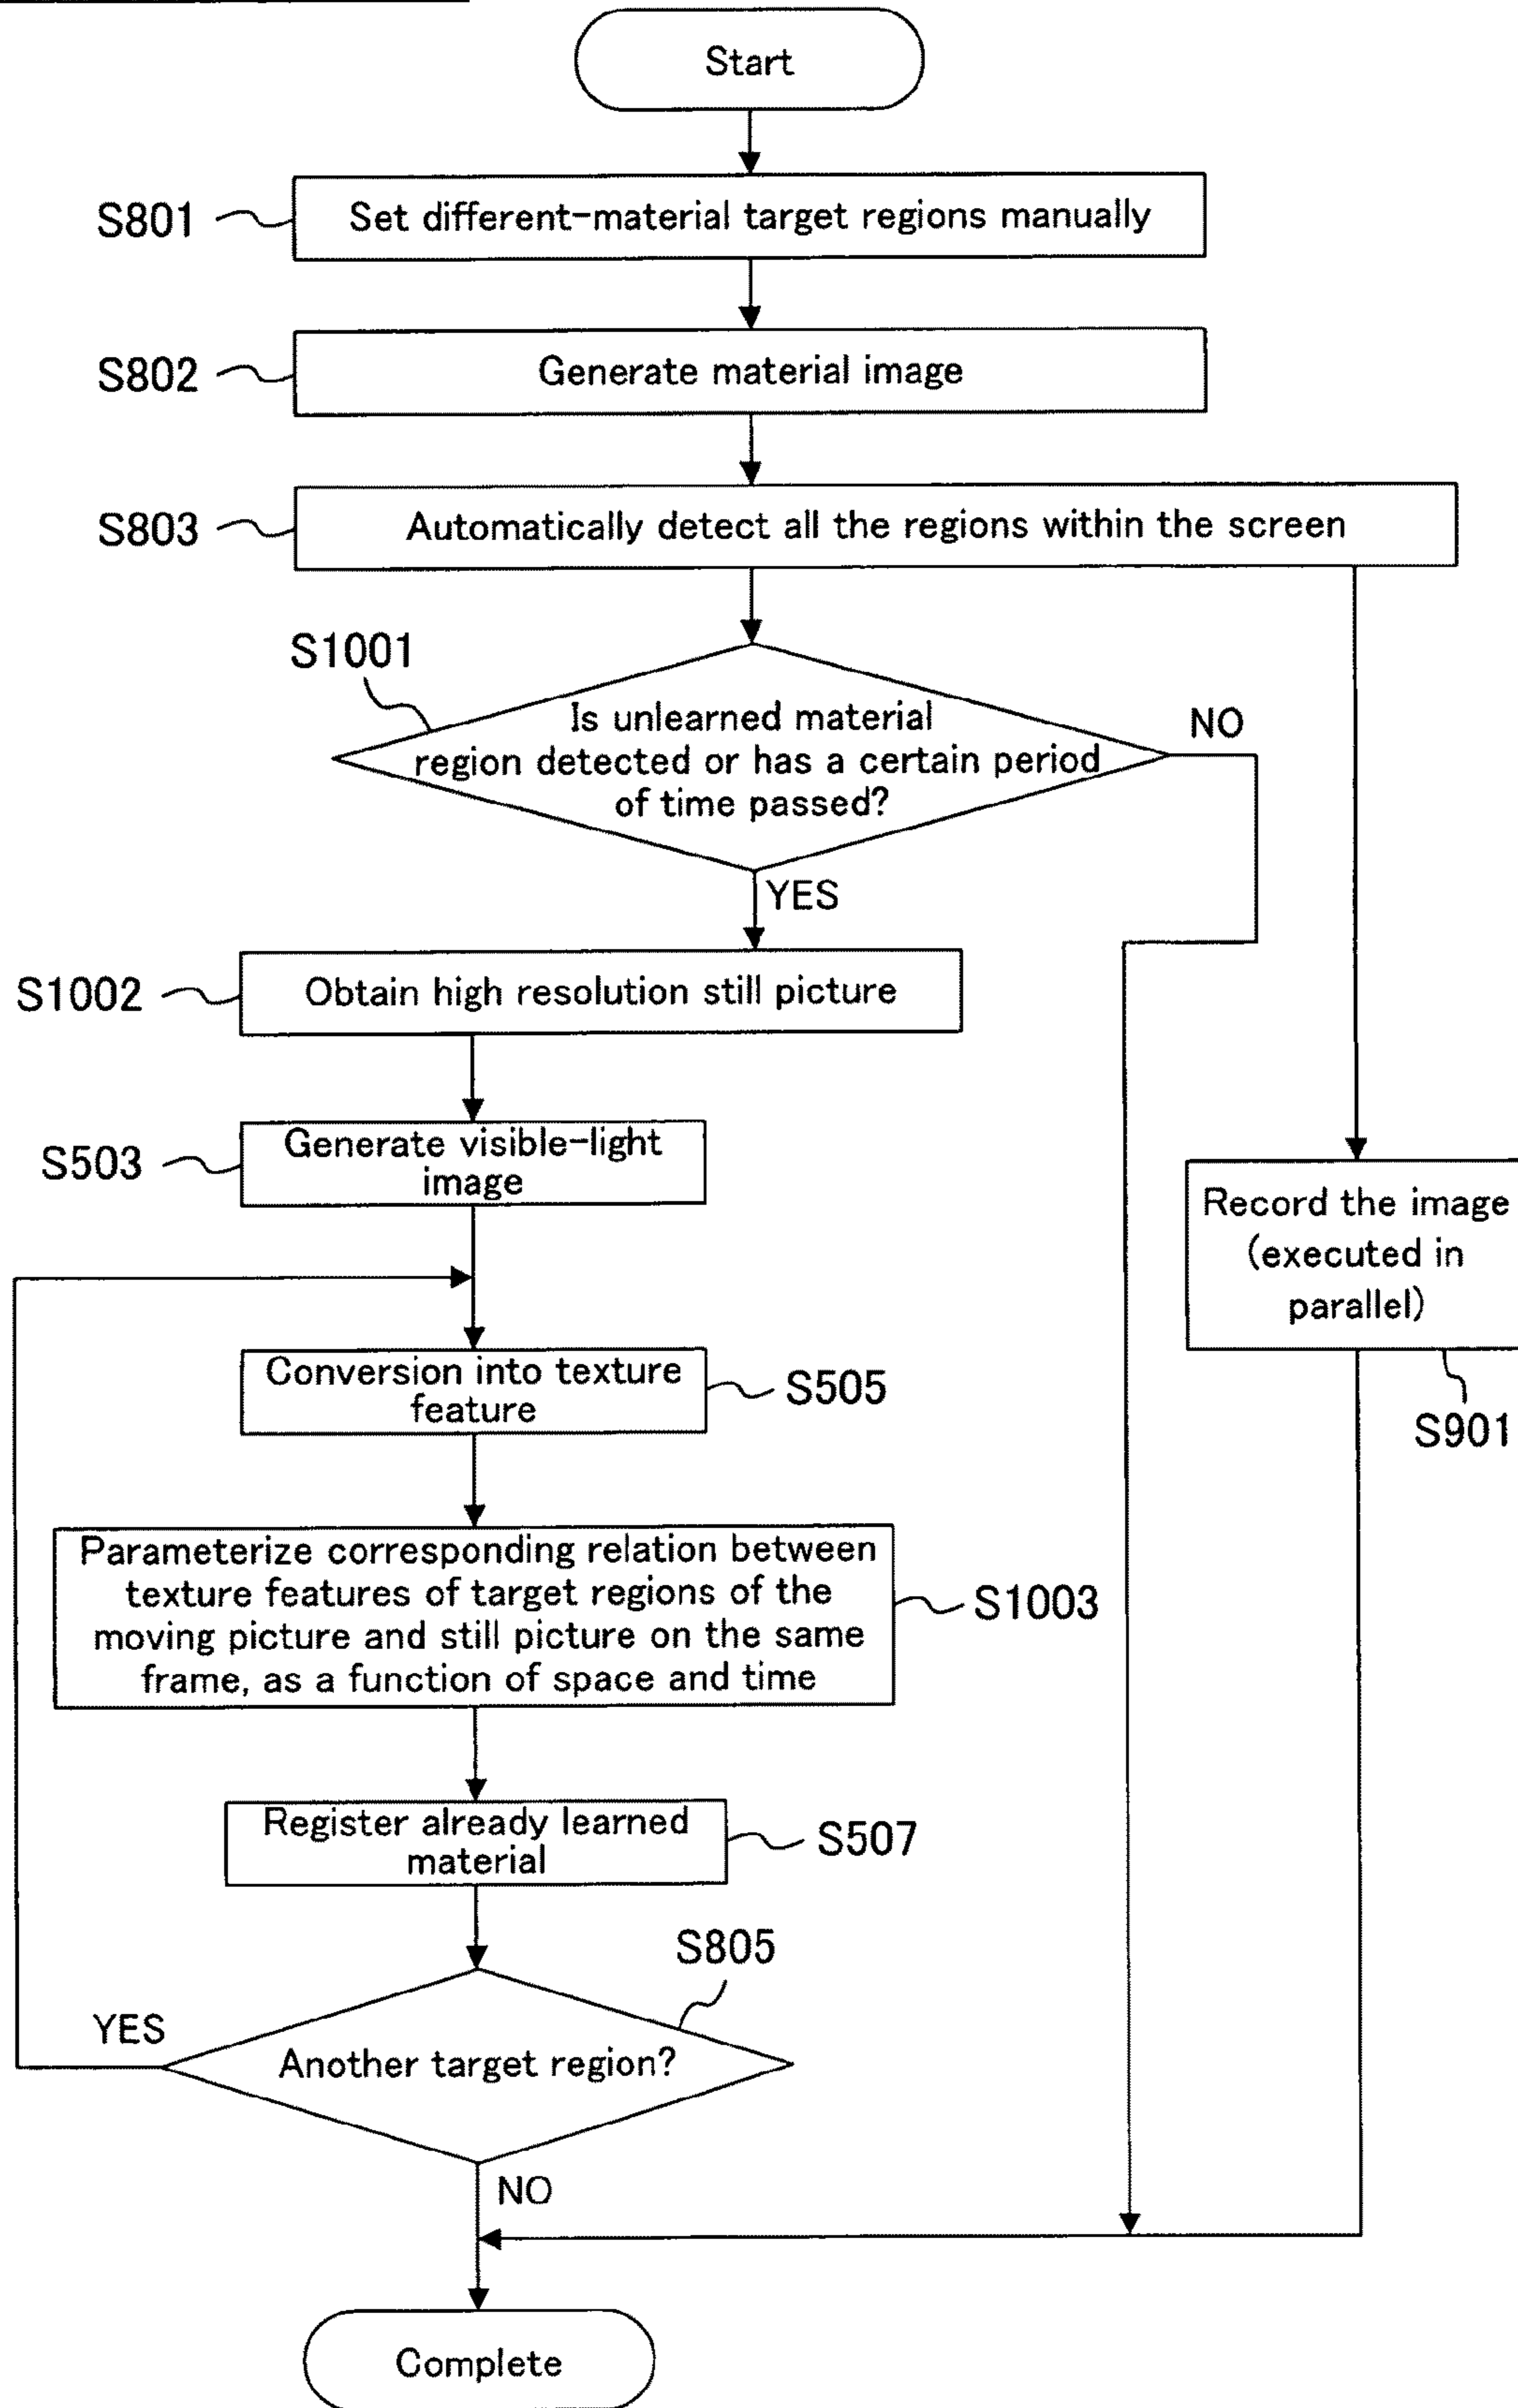 Start
S801
Set different-material target regions manually
S802
Generate material image
S803
Automatically detect all the regions within the screen
S1001
Is unlearned material
region detected or has a certain period
of time passed?
NO
YES
S1002
Obtain high resolution still picture
S503
Generate visible-light
image
Record the image
(executed in
parallel)
S901
Conversion into texture
feature
S505
Parameterize corresponding relation between
texture features of target regions of the
moving picture and still picture on the same
frame, as a function of space and time
S1003
Register already learned
material
S507
S805
YES
Another target region?
NO
Complete